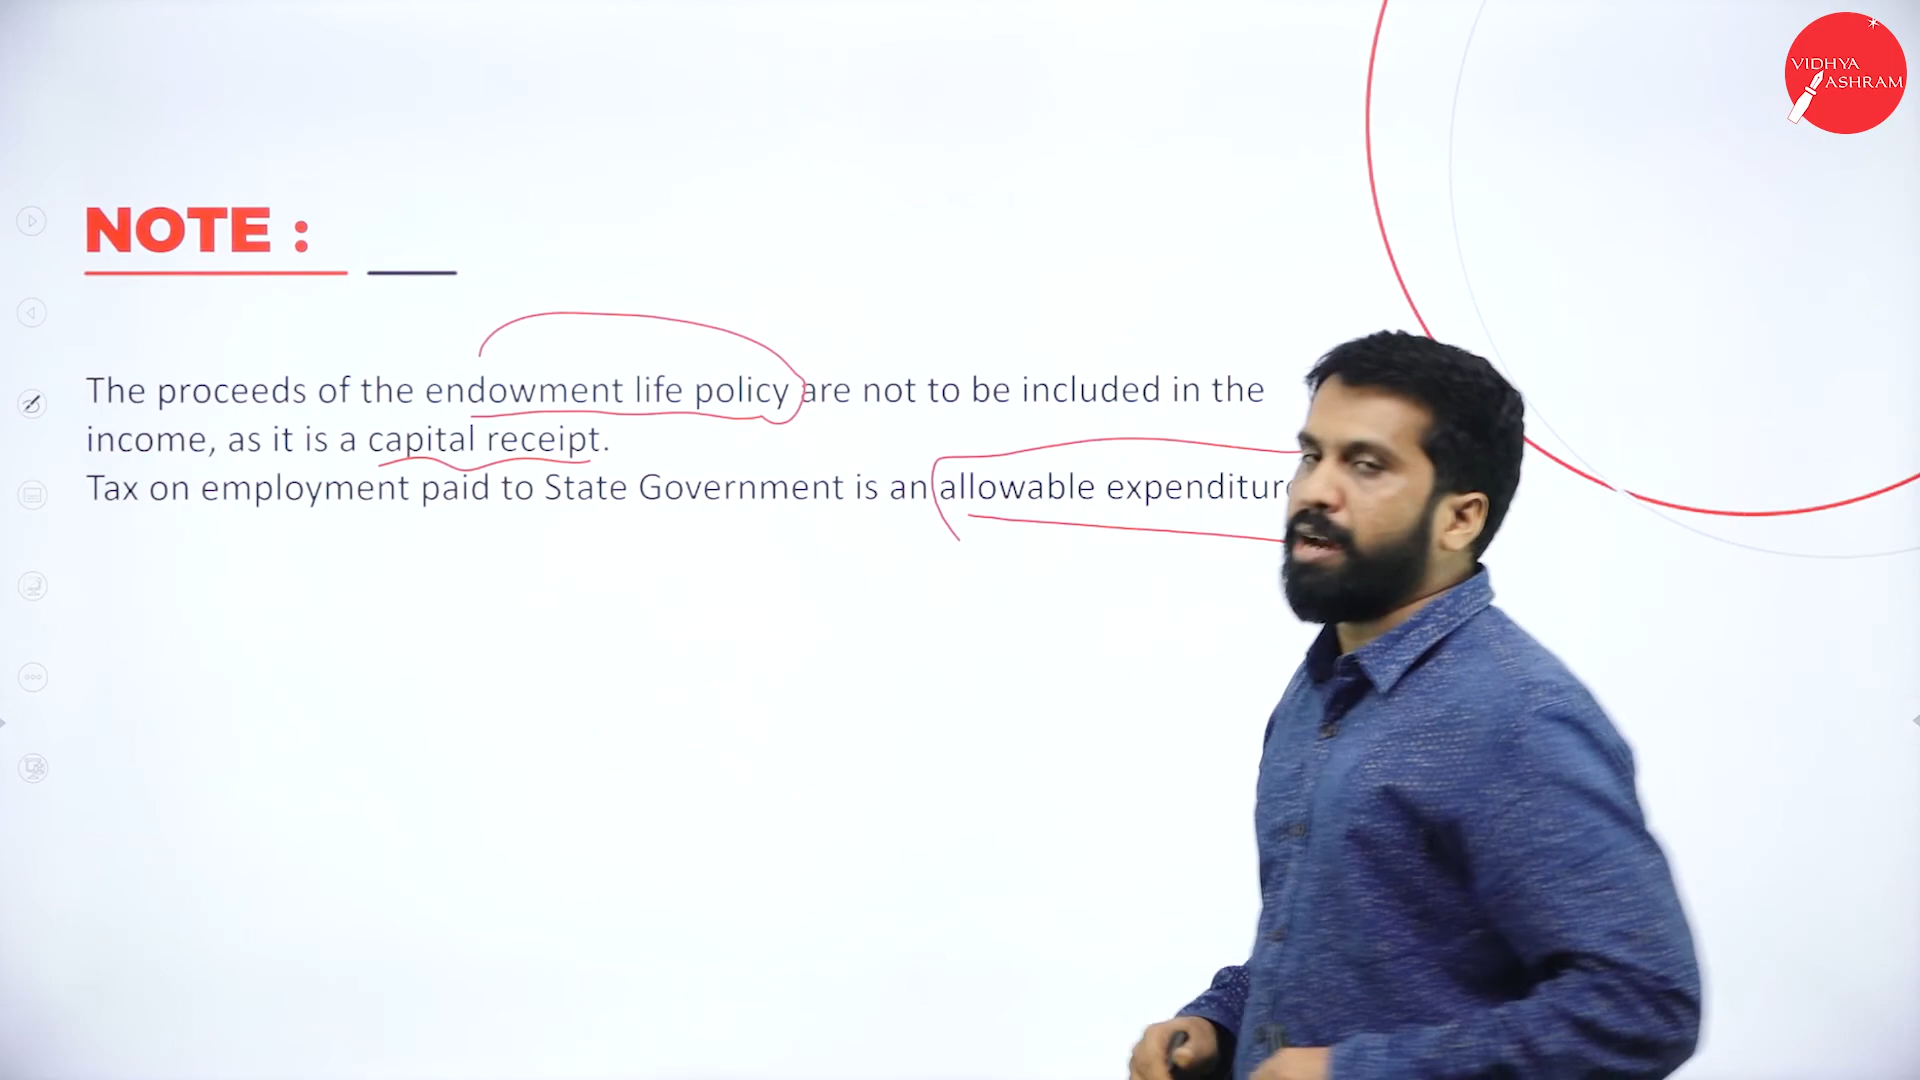 VIDHYA
ASHRAM
NOTE :
The proceeds of the endowment life policy are not to be included in the
income, as it is a capital receipt.
Tax on employment paid to State Government is an allowable